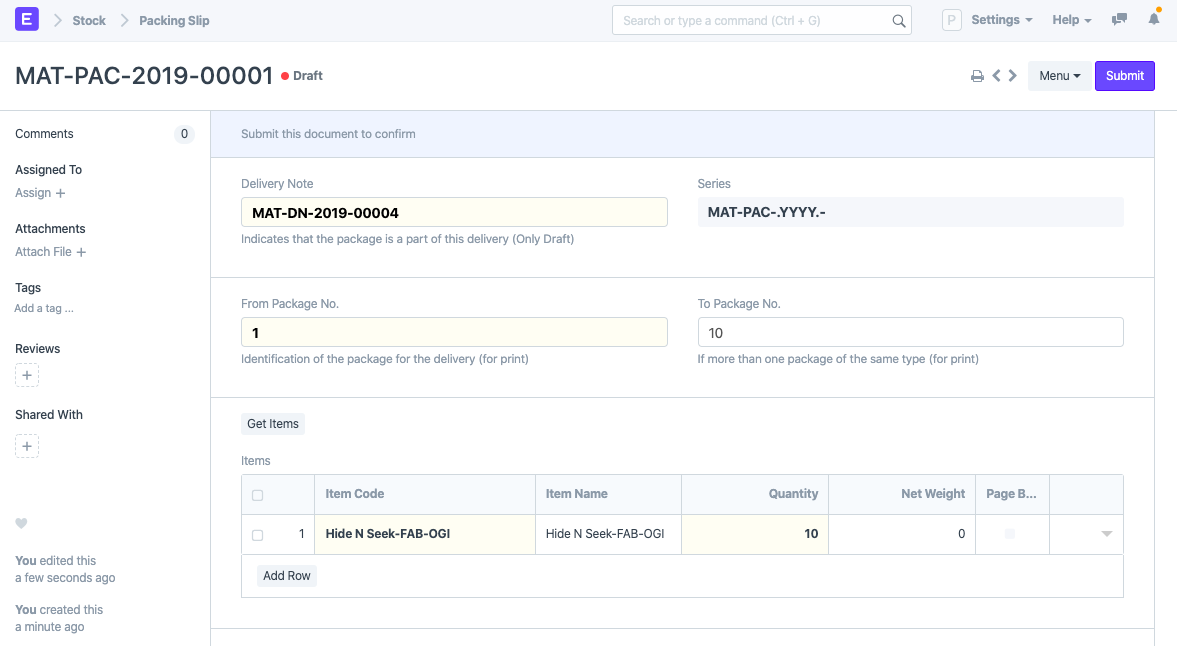 E Stock Packing Slip Search or type a command (Ctrl + G) P Settings Help
MAT-PAC-2019-00001 Draft Menu Submit
Comments 0
Assigned To
Assign +
Attachments
Attach File +
Tags
Add a tag ...
Reviews
+
Shared With
+
You edited this
a few seconds ago
You created this
a minute ago
Submit this document to confirm
Delivery Note Series
MAT-DN-2019-00004 MAT-PAC-.YYYY.-
Indicates that the package is a part of this delivery (Only Draft)
From Package No. To Package No.
1 10
Identification of the package for the delivery (for print) If more than one package of the same type (for print)
Get Items
Items
Item Code Item Name Quantity Net Weight Page B...
1 Hide N Seek-FAB-OGI Hide N Seek-FAB-OGI 10 0
Add Row